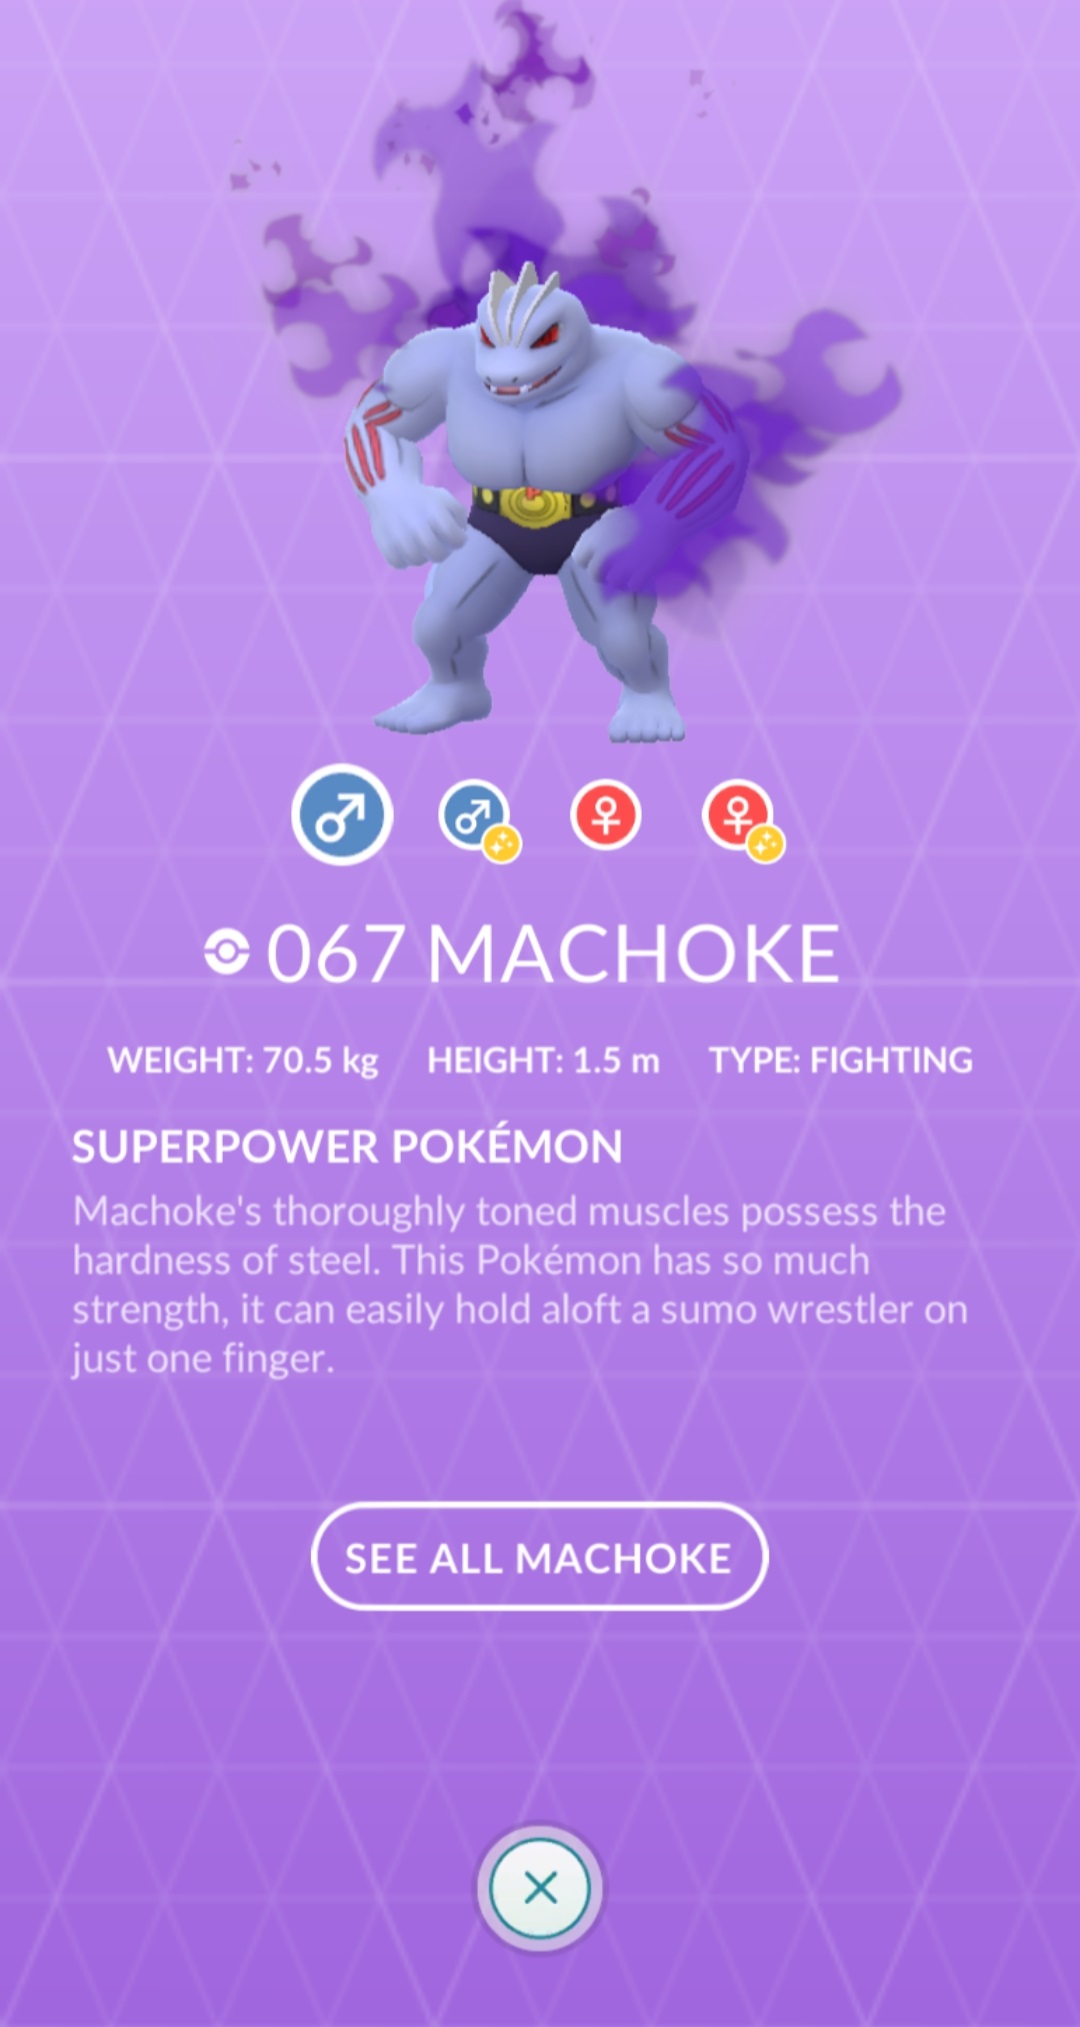 067 MACHOKE
WEIGHT: 70.5 kg HEIGHT: 1.5 m TYPE: FIGHTING
SUPERPOWER POKÉMON
Machoke's thoroughly toned muscles possess the
hardness of steel. This Pokémon has so much
strength, it can easily hold aloft a sumo wrestler on
just one finger.
SEE ALL MACHOKE